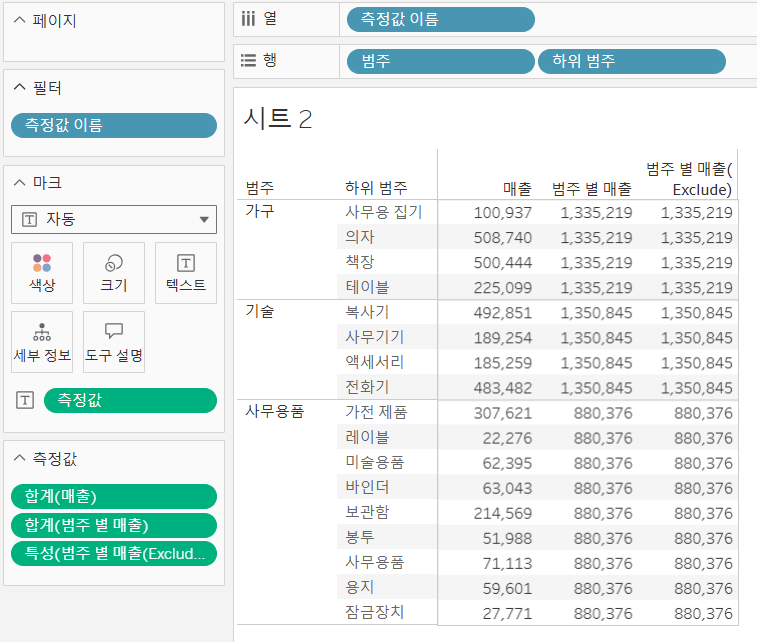 페이지
필터
측정값 이름
마크
자동
색상
크기
텍스트
세부 정보
도구 설명
측정값
측정값
합계(매출)
합계(범주 별 매출)
특성(범주 별 매출(Exclud...
열
측정값 이름
행
범주
하위 범주
시트 2
범주 하위 범주 매출 범주 별 매출 범주 별 매출(
Exclude)
가구 사무용 집기 100,937 1,335,219 1,335,219
의자 508,740 1,335,219 1,335,219
책장 500,444 1,335,219 1,335,219
테이블 225,099 1,335,219 1,335,219
기술 복사기 492,851 1,350,845 1,350,845
사무기기 189,254 1,350,845 1,350,845
액세서리 185,259 1,350,845 1,350,845
전화기 483,482 1,350,845 1,350,845
사무용품 가전 제품 307,621 880,376 880,376
레이블 22,276 880,376 880,376
미술용품 62,395 880,376 880,376
바인더 63,043 880,376 880,376
보관함 214,569 880,376 880,376
봉투 51,988 880,376 880,376
사무용품 71,113 880,376 880,376
용지 59,601 880,376 880,376
잠금장치 27,771 880,376 880,376